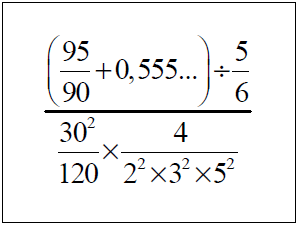 (95/90 + 0,555...) ÷ 5/6
30²/120 × 4/(2² × 3² × 5²)